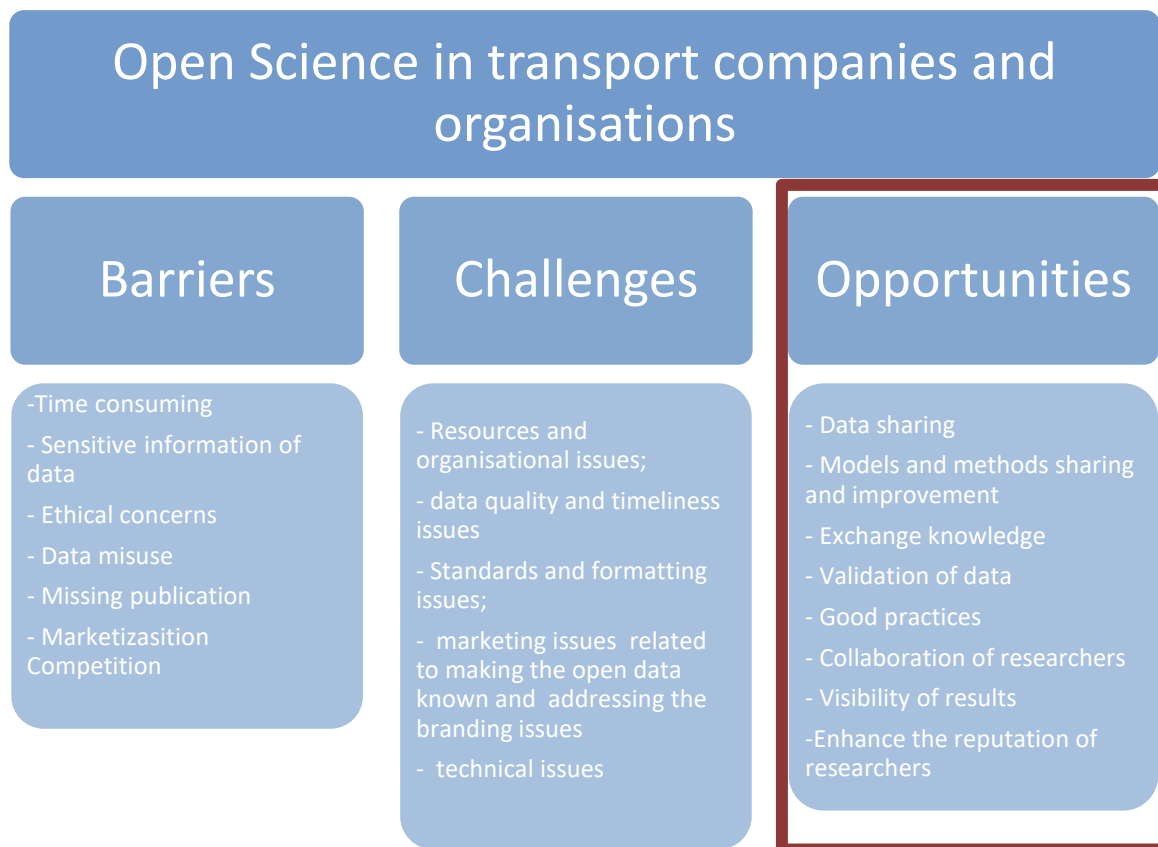 Open Science in transport companies and
organisations
Barriers
-Time consuming
- Sensitive information of
data
- Ethical concerns
- Data misuse
- Missing publication
- Marketizasition
Competition
Challenges
- Resources and
organisational issues;
- data quality and timeliness
issues
- Standards and formatting
issues;
-  marketing issues  related
to making the open data
known and  addressing the
branding issues
-  technical issues
Opportunities
- Data sharing
- Models and methods sharing
and improvement
- Exchange knowledge
- Validation of data
- Good practices
- Collaboration of researchers
- Visibility of results
-Enhance the reputation of
researchers